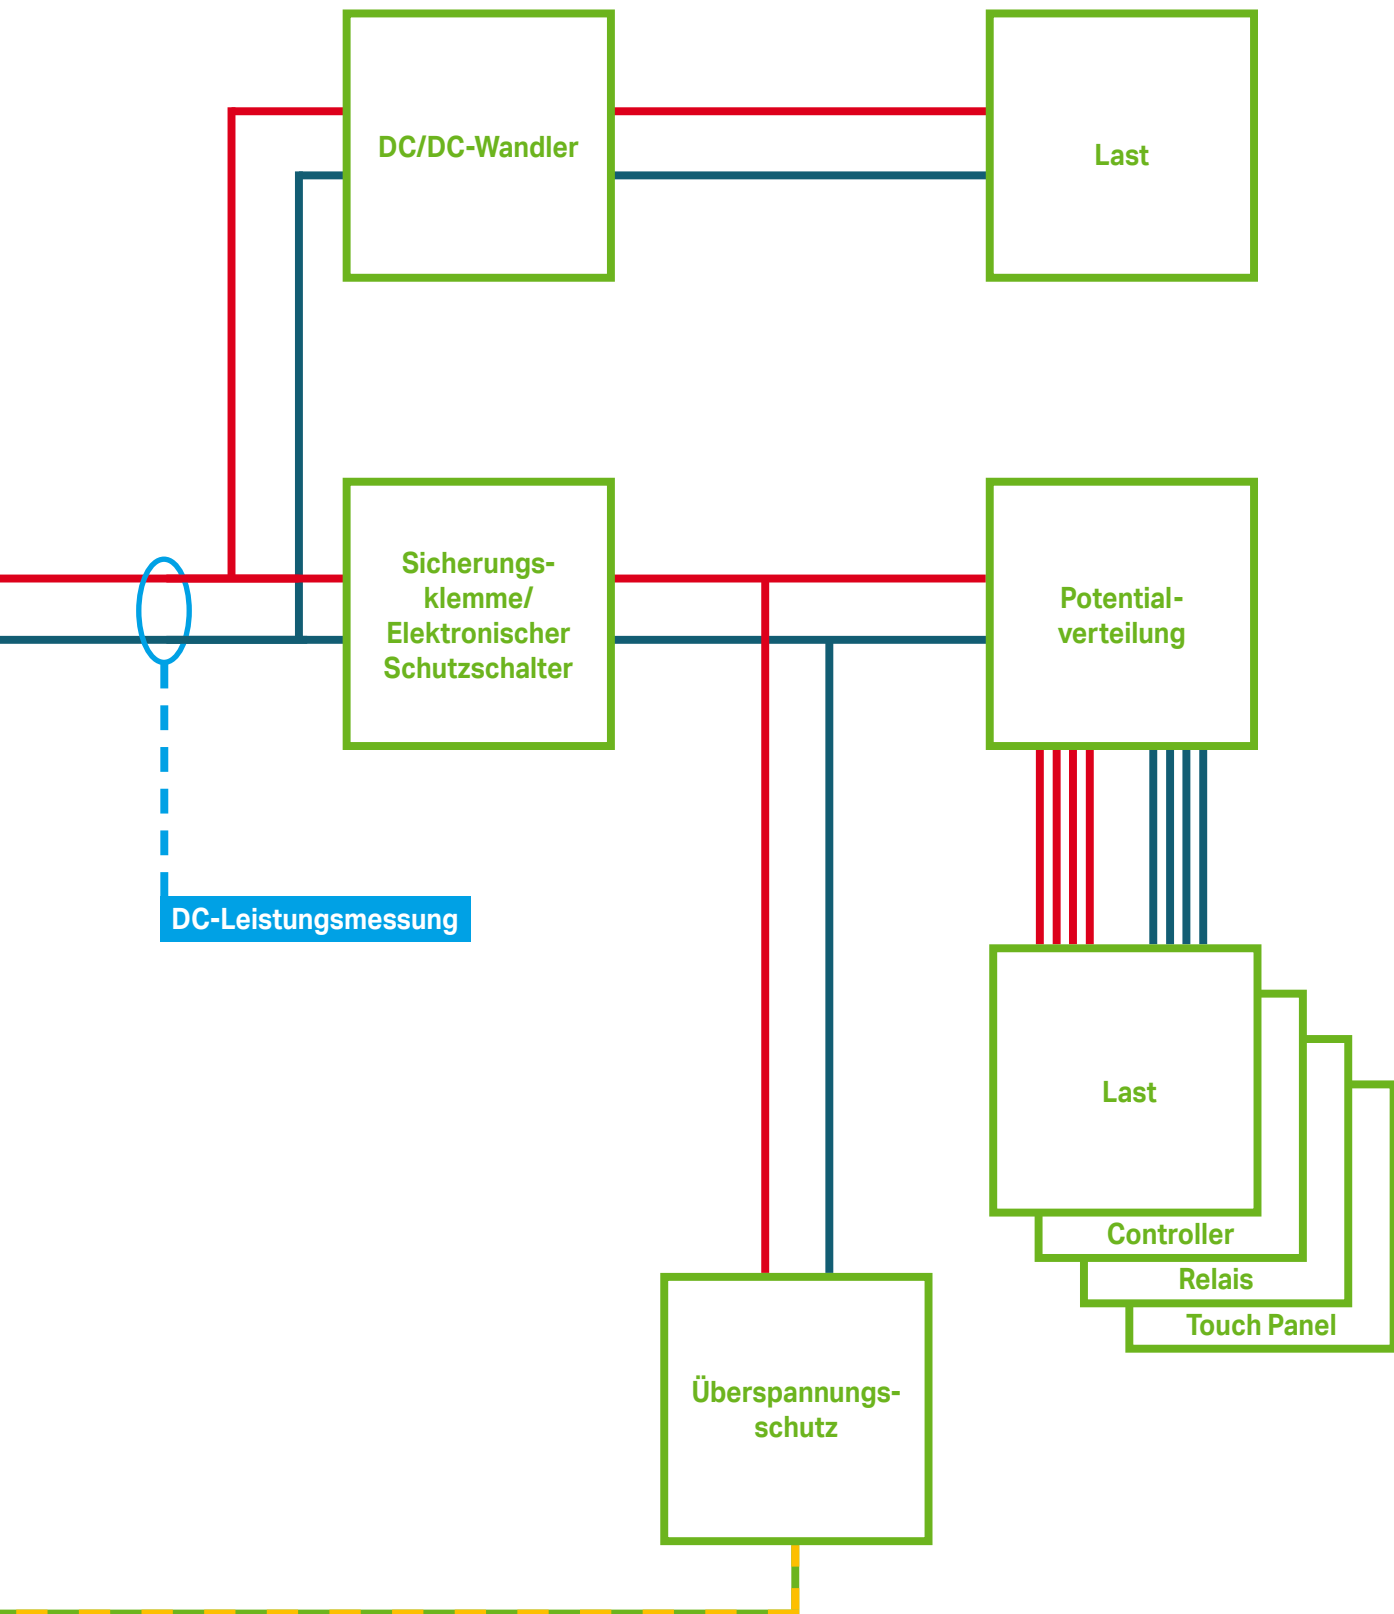 DC/DC-Wandler
Last
Sicherungs-
klemme/
Elektronischer
Schutzschalter
Potential-
verteilung
DC-Leistungsmessung
Last
Controller
Relais
Touch Panel
Überspannungs-
schutz